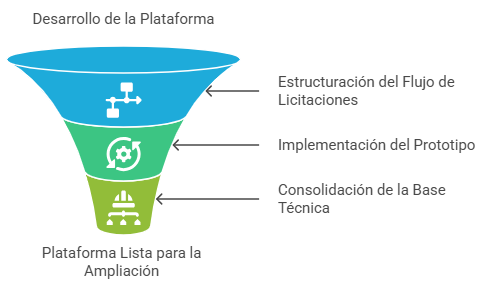 Desarrollo de la Plataforma
Estructuración del Flujo de
Licitaciones
Implementación del Prototipo
Consolidación de la Base
Técnica
Plataforma Lista para la
Ampliación